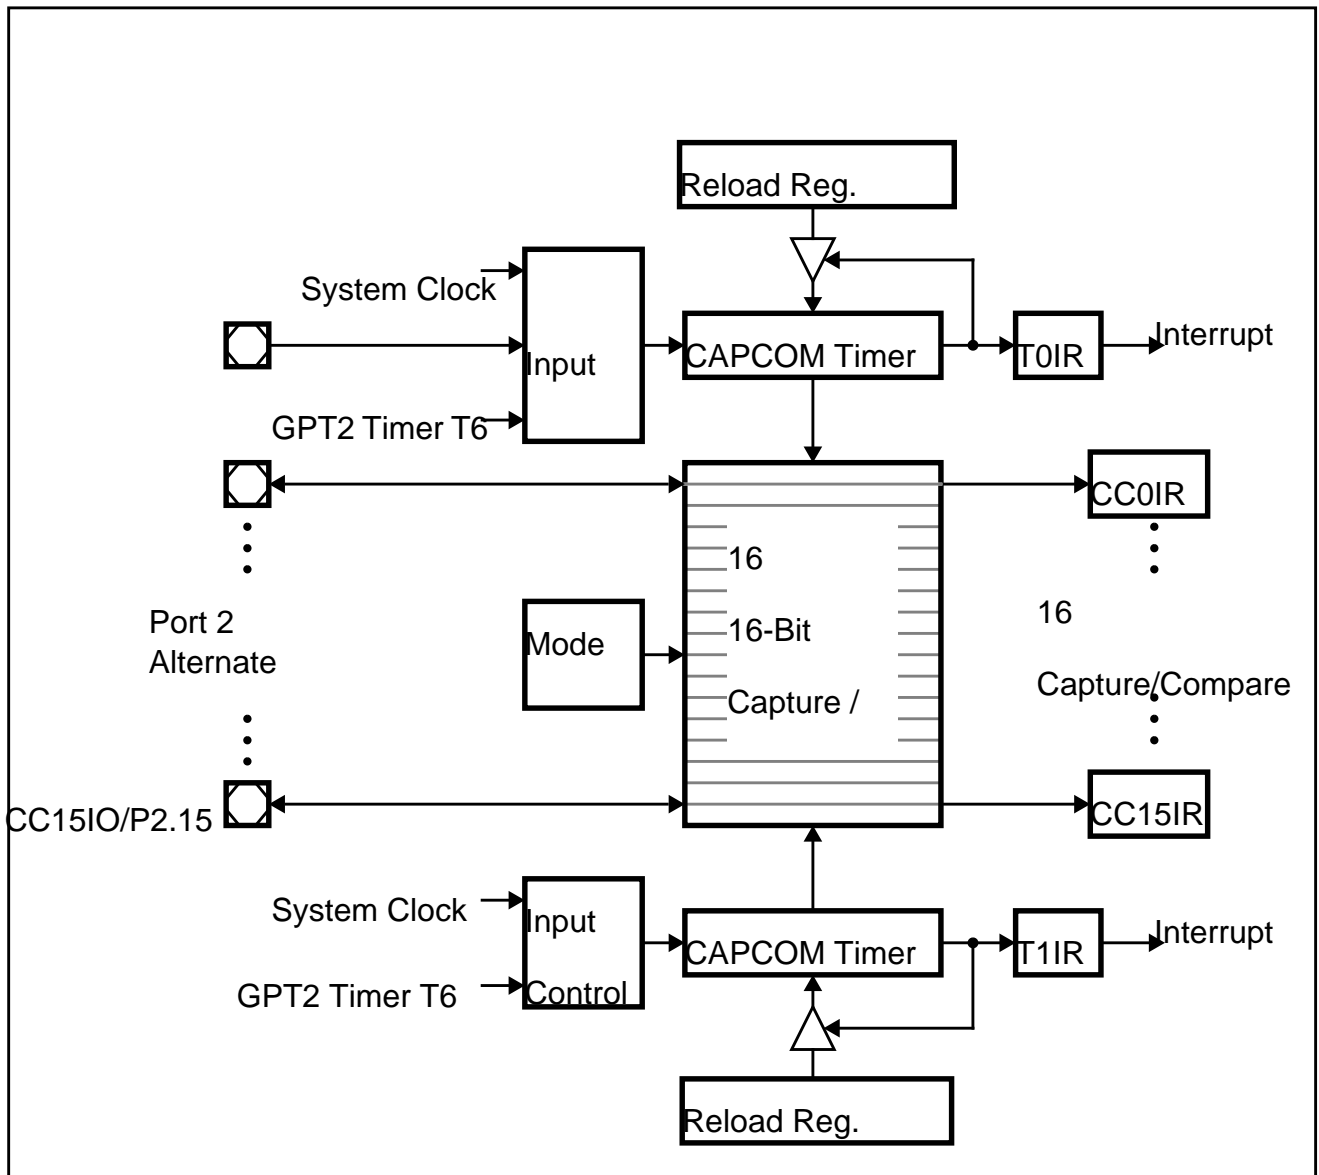 Reload Reg.
System Clock
Input
CAPCOM Timer
T0IR
Interrupt
GPT2 Timer T6
CC0IR
16
16-Bit
Capture /
16
Capture/Compare
Port 2
Alternate
Mode
CC15IO/P2.15
CC15IR
System Clock
Input
Control
GPT2 Timer T6
CAPCOM Timer
T1IR
Interrupt
Reload Reg.